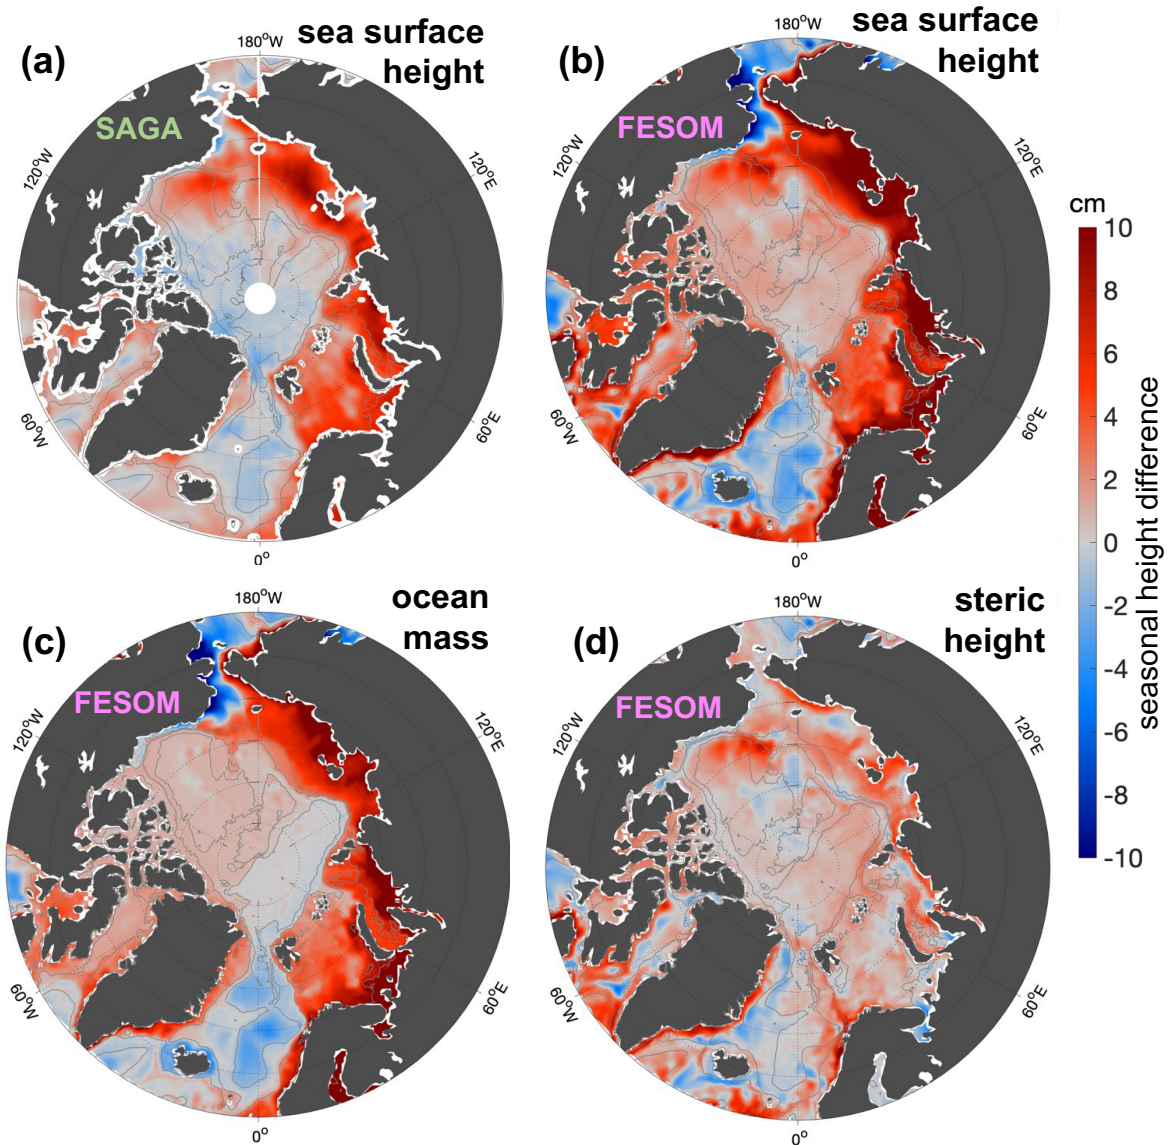 (a)
sea surface
height
SAGA
180°W
120°W
120°E
60°W
60°E
0°
(b)
sea surface
height
FESOM
180°W
120°W
120°E
60°W
60°E
0°
(c)
ocean
mass
FESOM
180°W
120°W
120°E
60°W
60°E
0°
(d)
steric
height
FESOM
180°W
120°W
120°E
60°W
60°E
0°
cm
10
8
6
4
2
0
-2
-4
-6
-8
-10
seasonal height difference